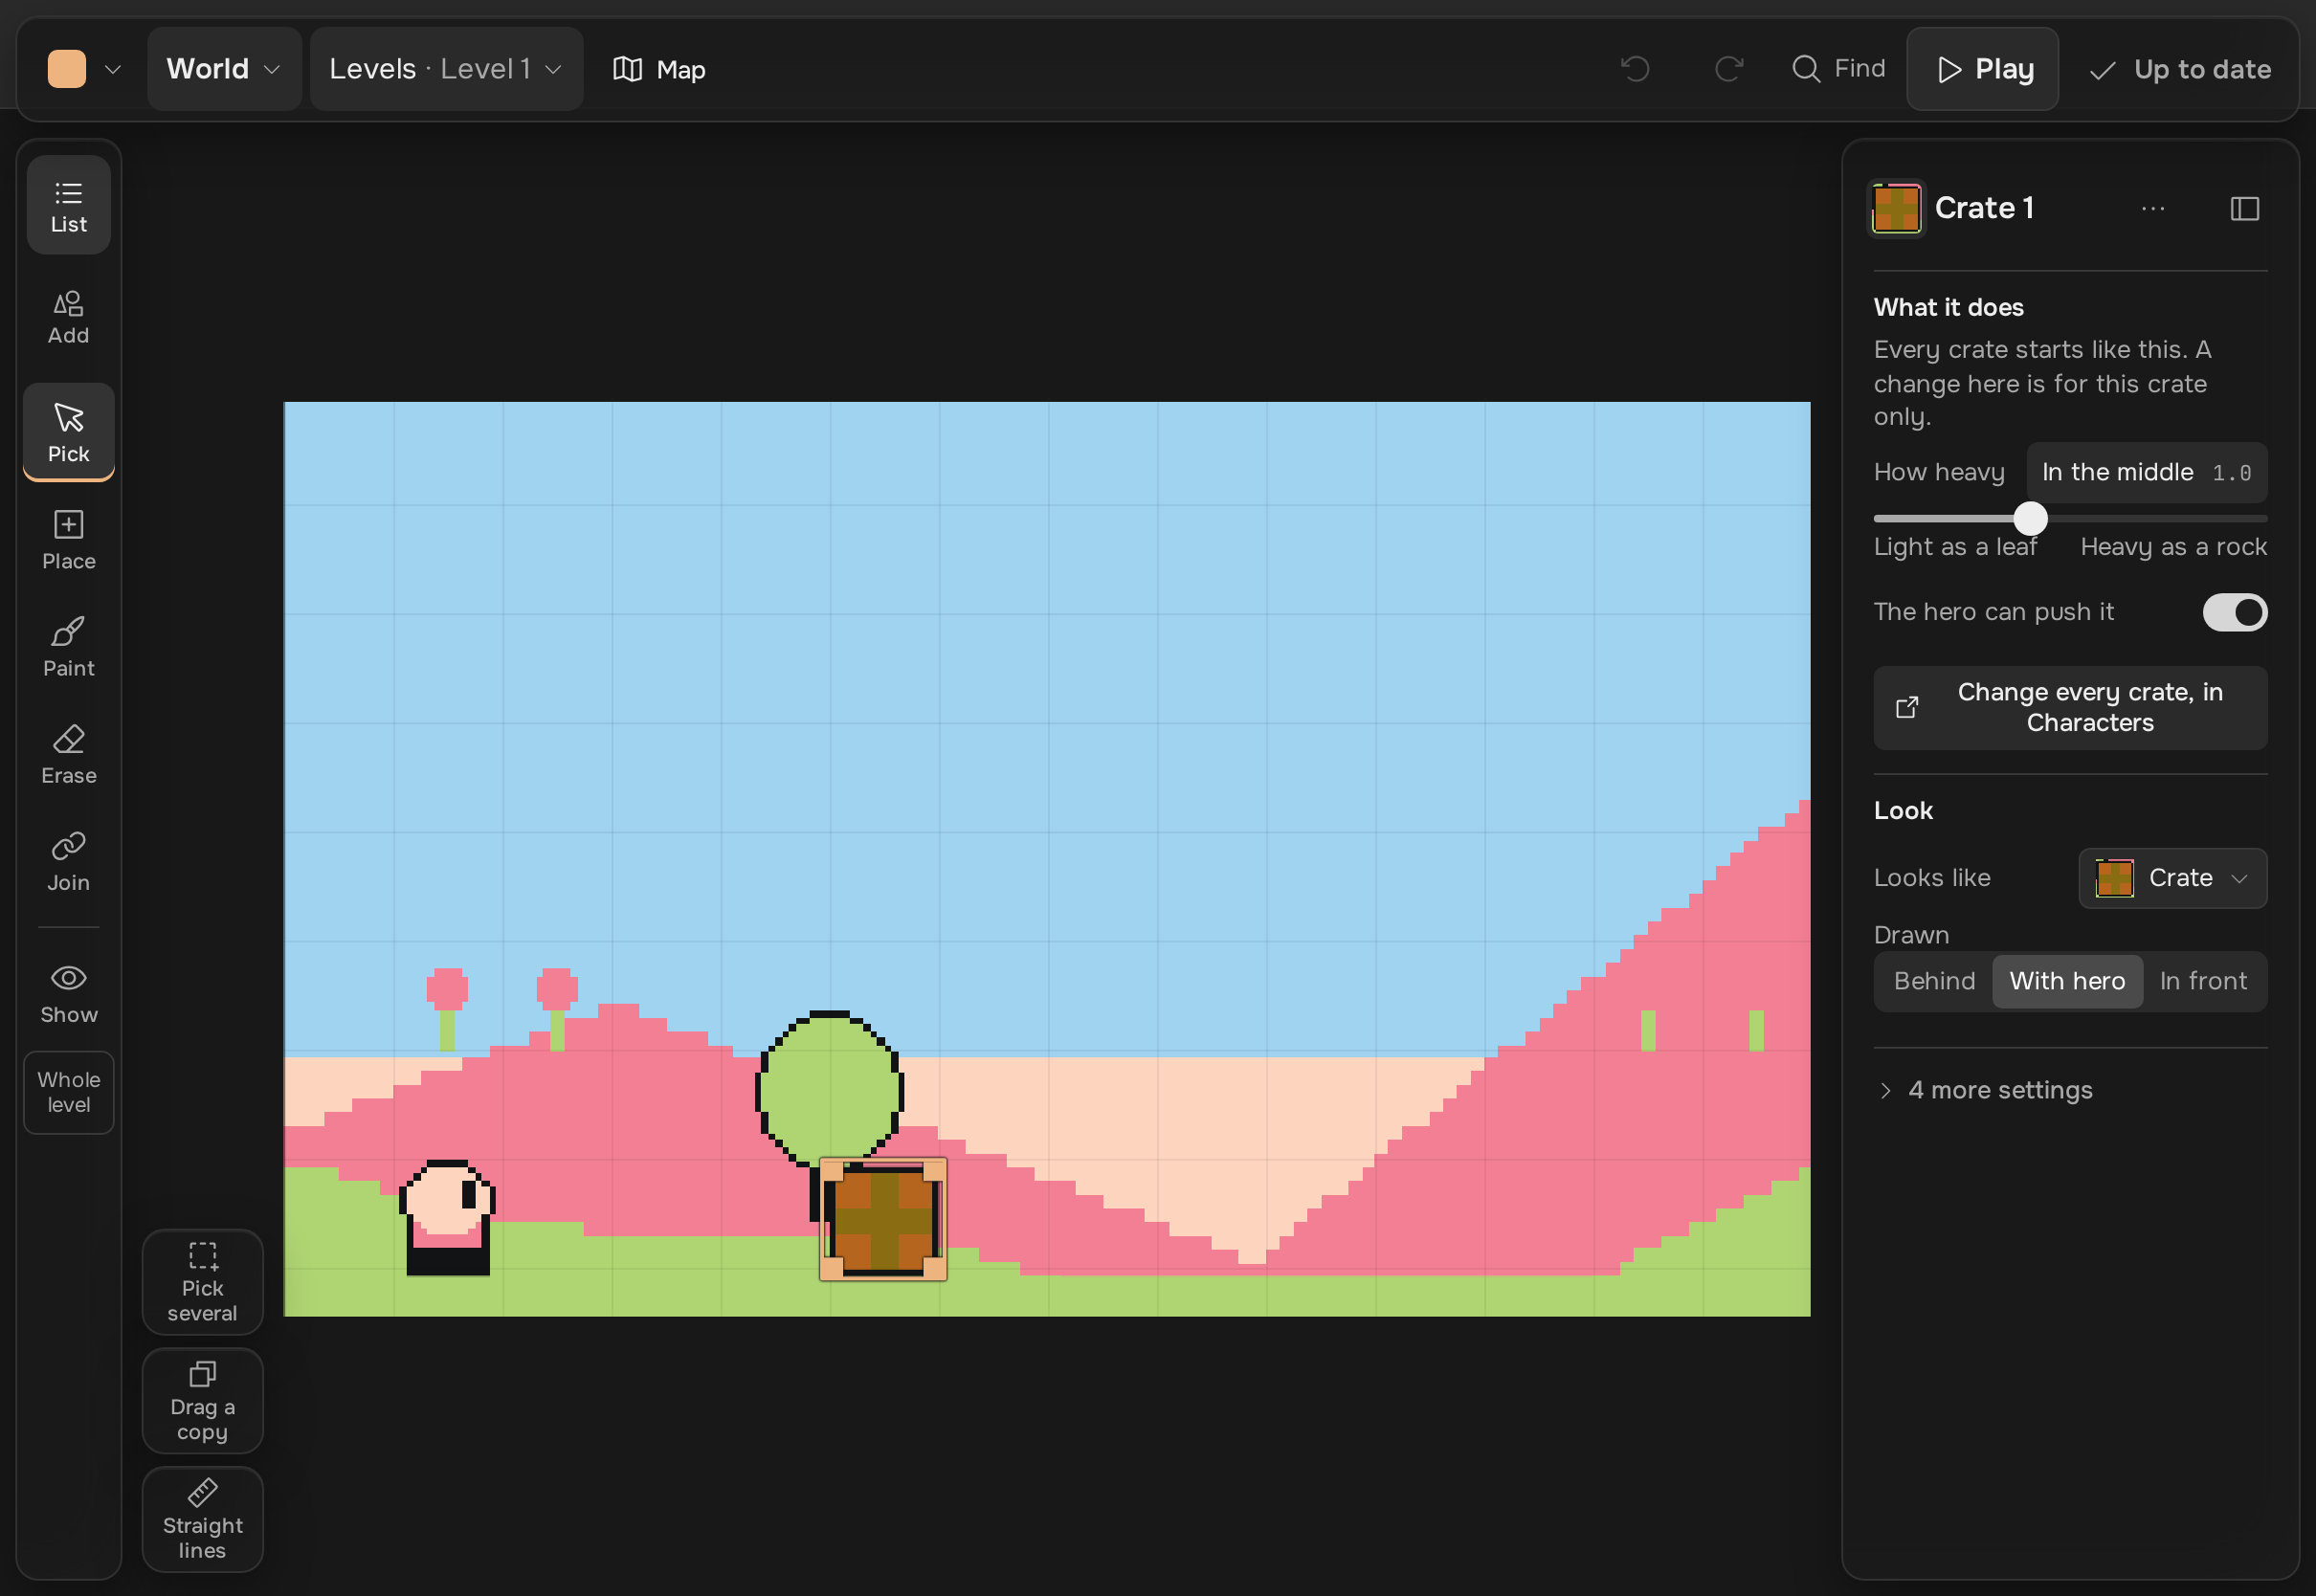 World
Levels · Level 1
Map
Find
Play
Up to date
List
Add
Pick
Place
Paint
Erase
Join
Show
Whole
level
Pick
several
Drag a
copy
Straight
lines
Crate 1
What it does
Every crate starts like this. A
change here is for this crate
only.
How heavy
In the middle 1.0
Light as a leaf
Heavy as a rock
The hero can push it
Change every crate, in
Characters
Look
Looks like
Crate
Drawn
Behind
With hero
In front
4 more settings